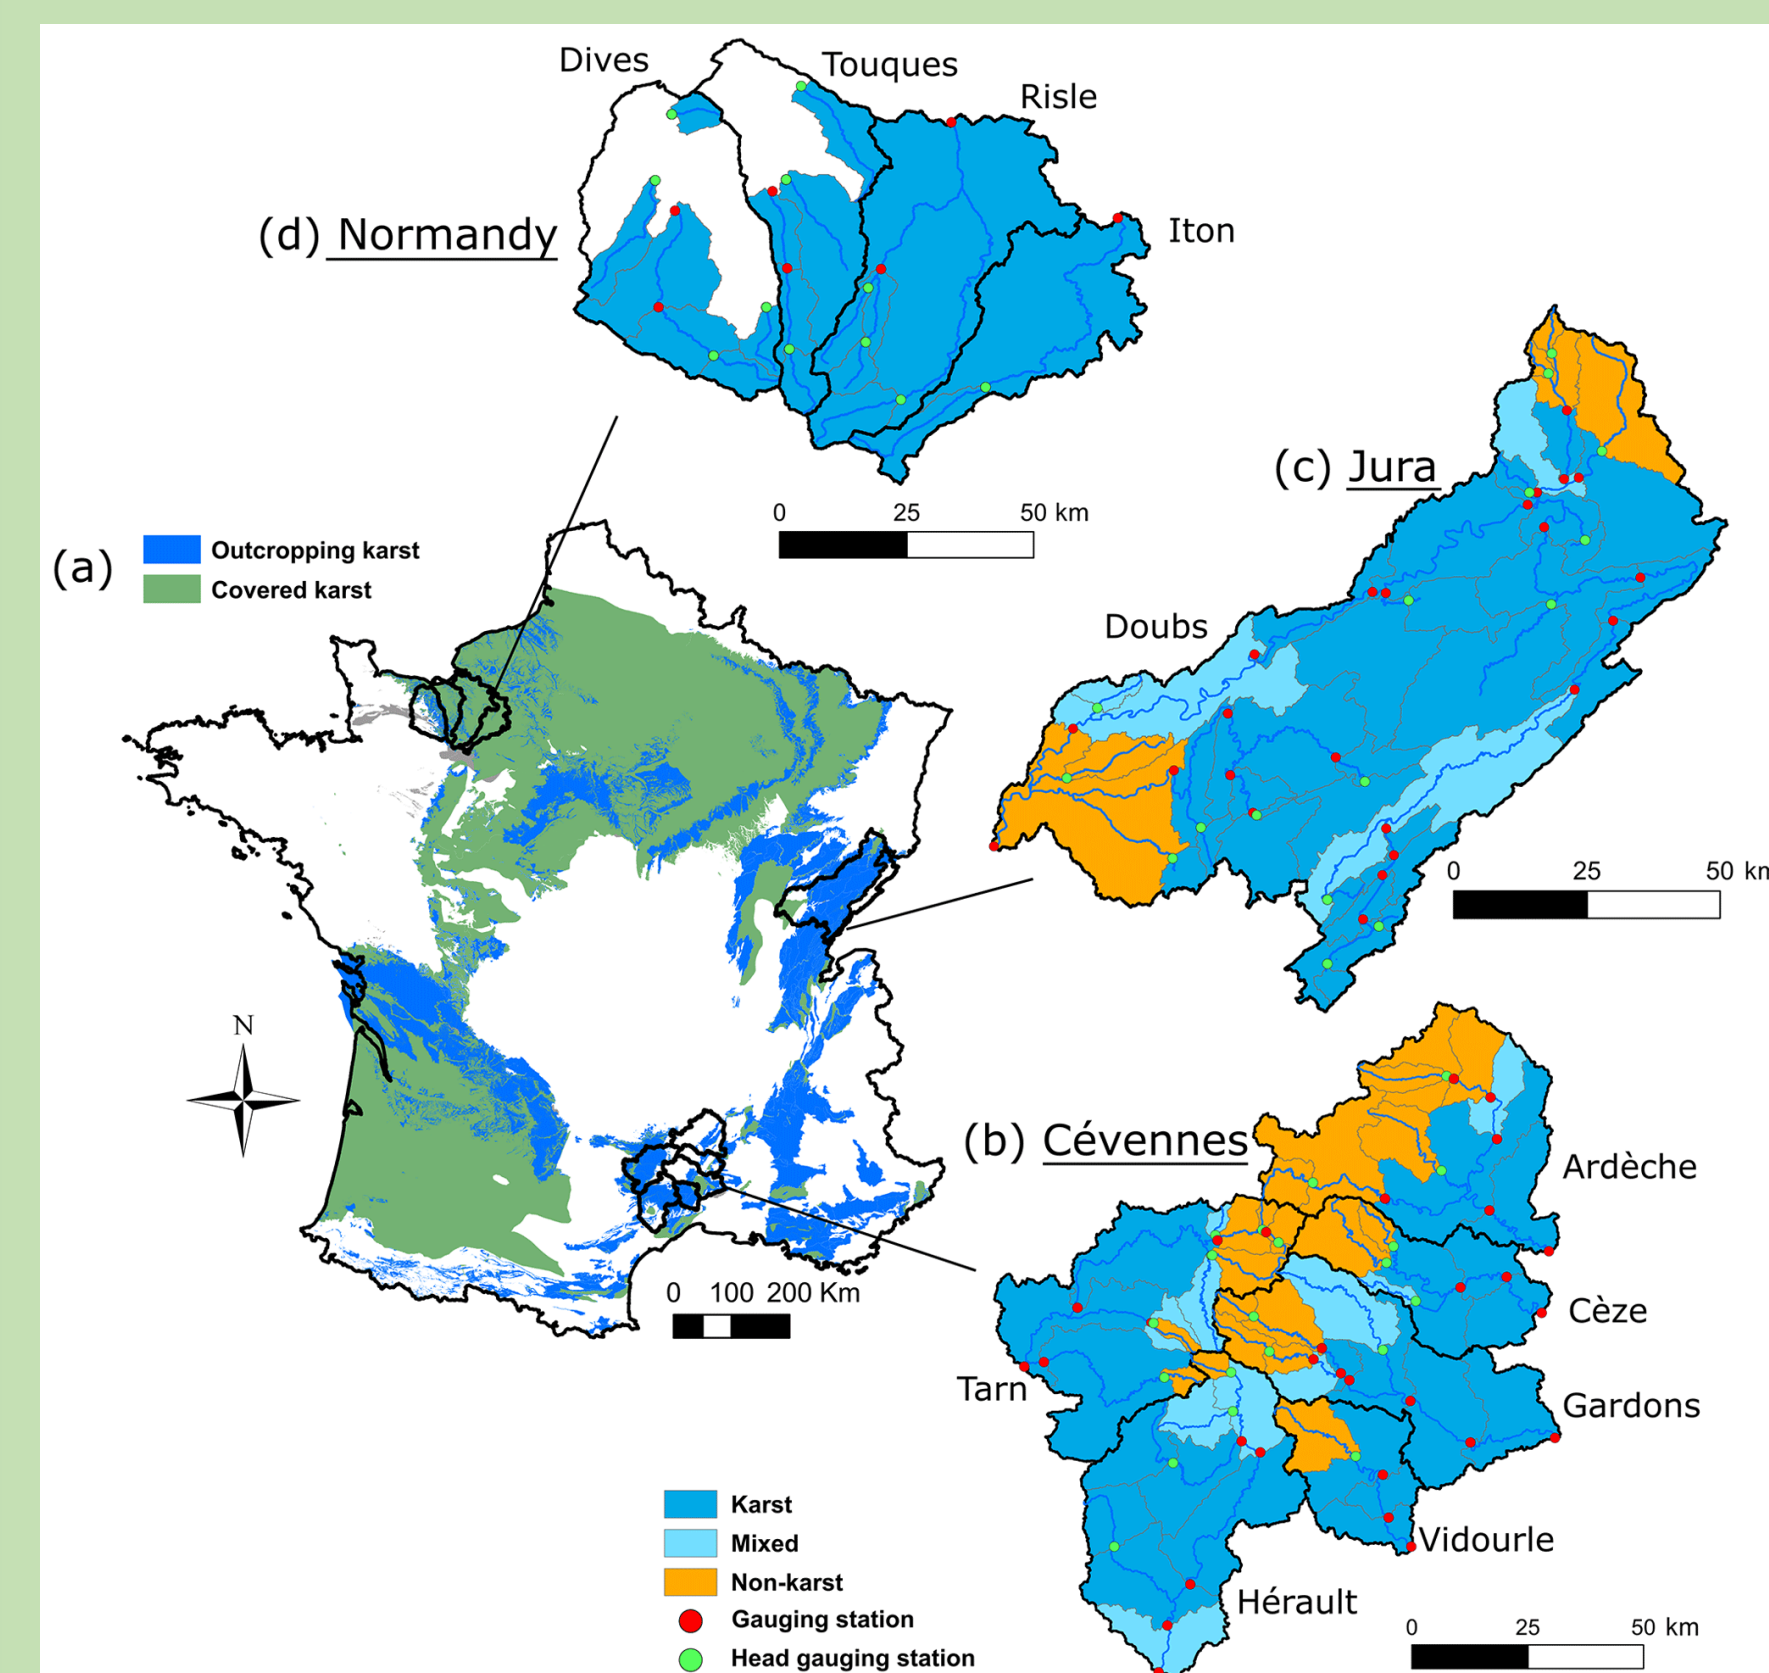 Dives
Touques
Risle
Iton
(d) Normandy
0 25 50 km
(a)
Outcropping karst
Covered karst
(c) Jura
Doubs
0 25 50 km
N
0 100 200 Km
(b) Cévennes
Ardèche
Cèze
Tarn
Gardons
Vidourle
Hérault
Karst
Mixed
Non-karst
Gauging station
Head gauging station
0 25 50 km